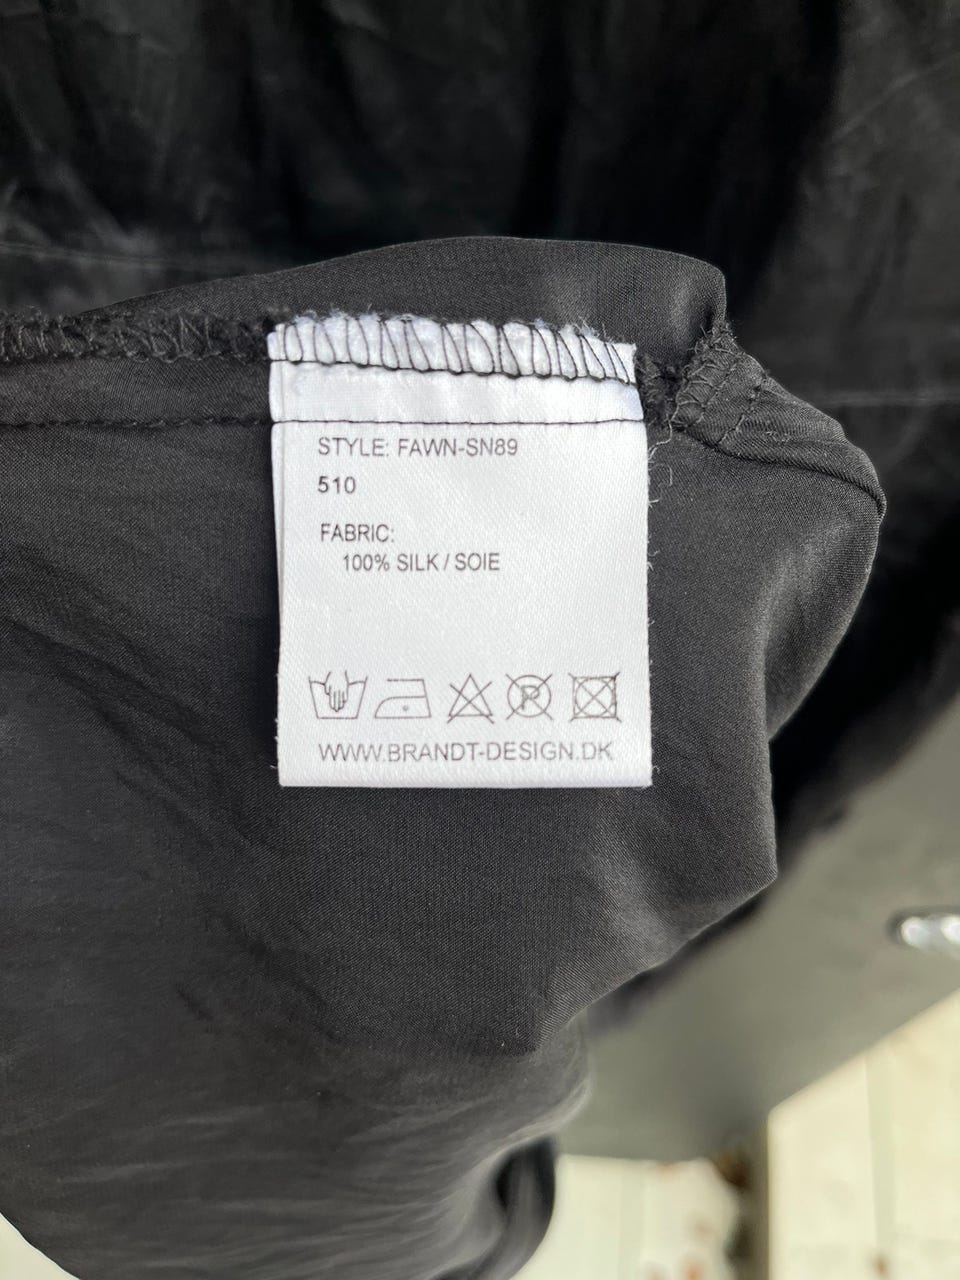 STYLE: FAWN-SN89
510
FABRIC:
100% SILK / SOIE
P
WWW.BRANDT-DESIGN.DK